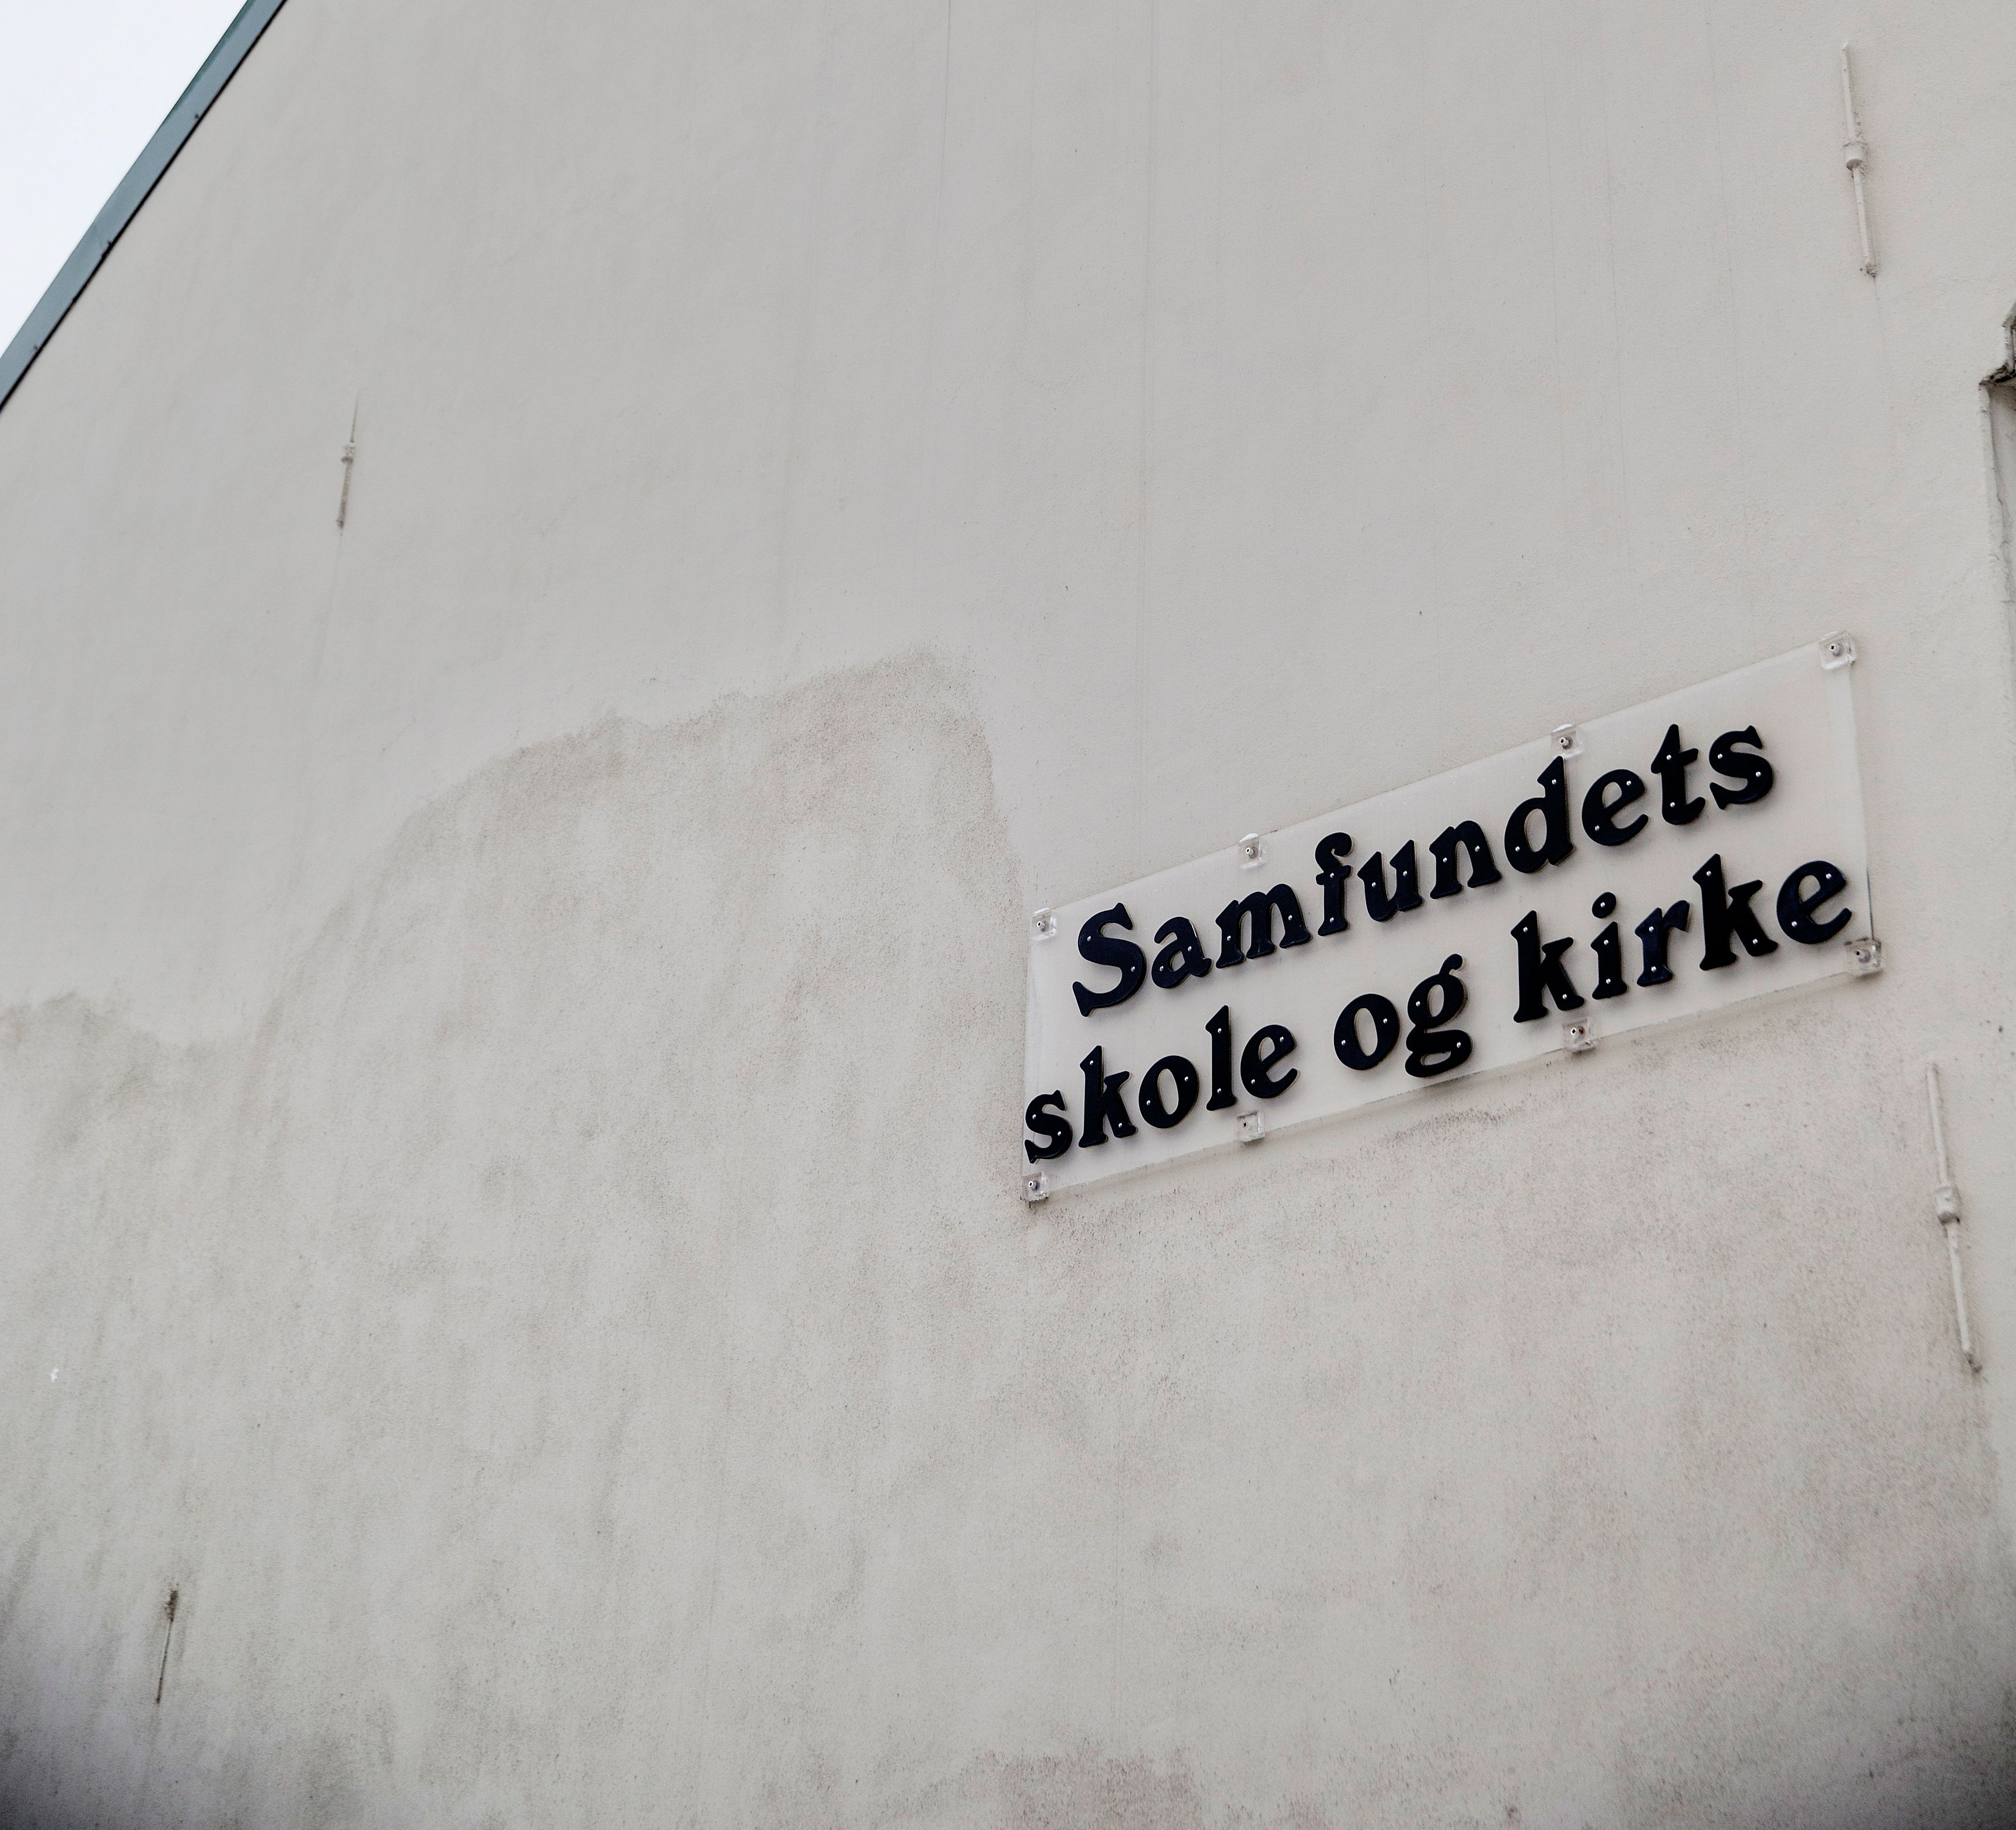 Samfundets
skole og kirke